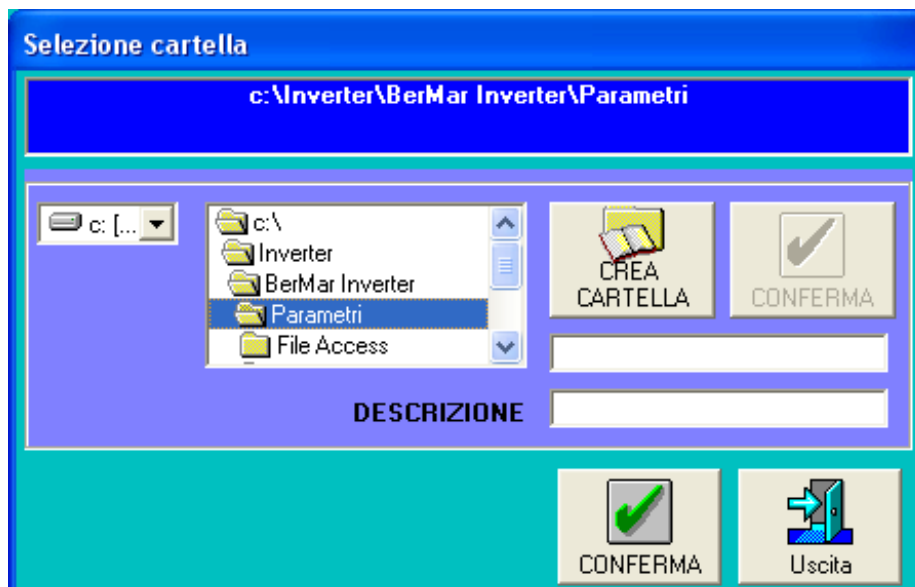 Selezione cartella
c:\Inverter\BerMar Inverter\Parametri
c: [...
c:\
Inverter
BerMar Inverter
Parametri
File Access
CREA
CARTELLA
CONFERMA
DESCRIZIONE
CONFERMA
Uscita